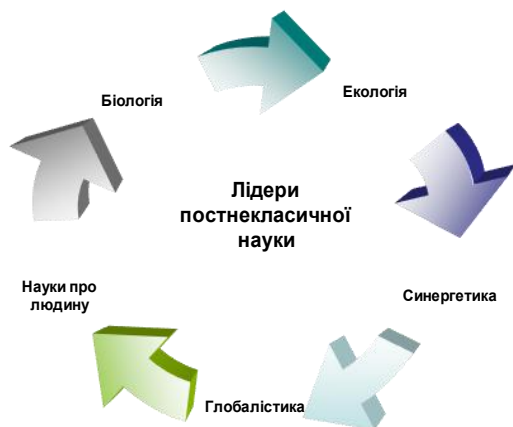 Біологія
Екологія
Лідери
постнекласичної
науки
Науки про
людину
Синергетика
Глобалістика